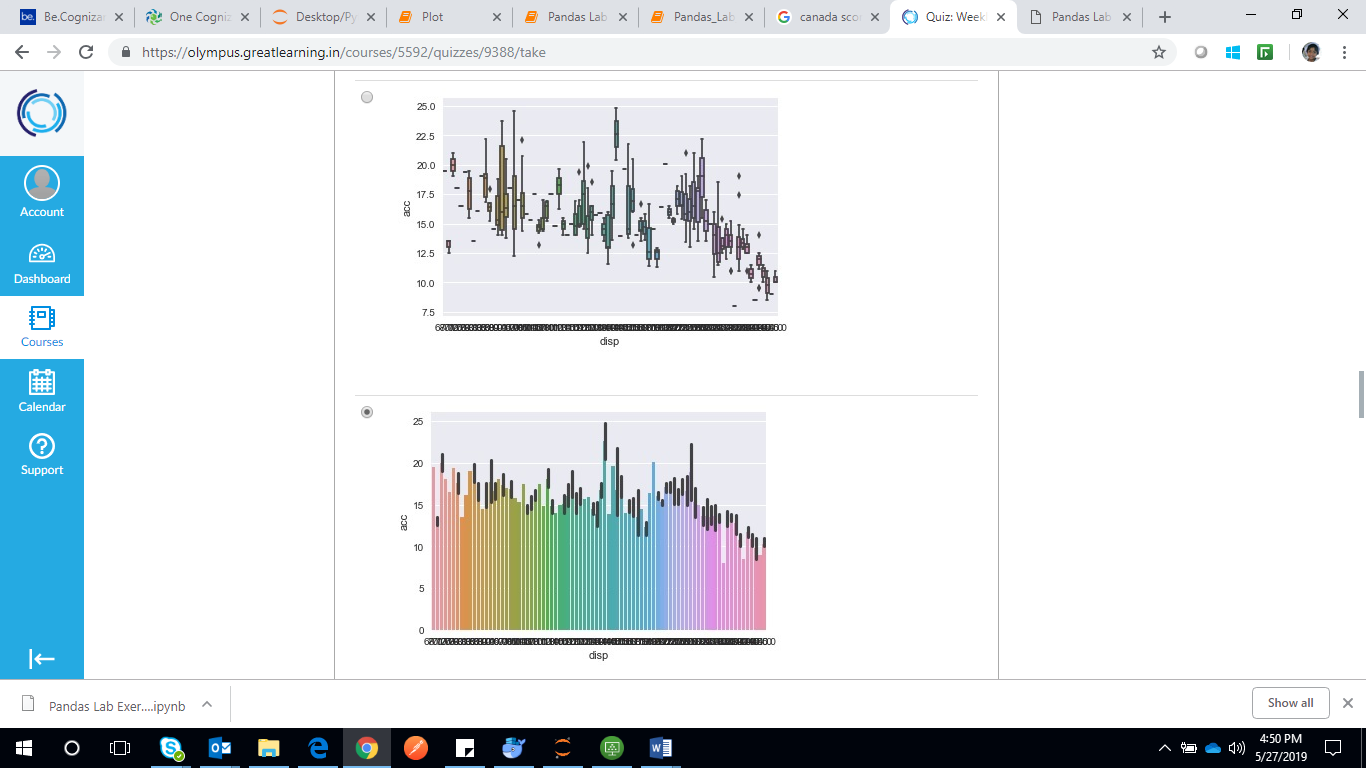 Be.Cogniza
One Cogniz
Desktop/Py
Plot
Pandas Lab
Pandas_Lab
canada scor
Quiz: Week
Pandas Lab
https://olympus.greatlearning.in/courses/5592/quizzes/9388/take
Account
Dashboard
Courses
Calendar
Support
25.0
22.5
20.0
17.5
15.0
12.5
10.0
7.5
acc
disp
25
20
15
10
5
0
acc
disp
Pandas Lab Exer....ipynb
Show all
4:50 PM
5/27/2019